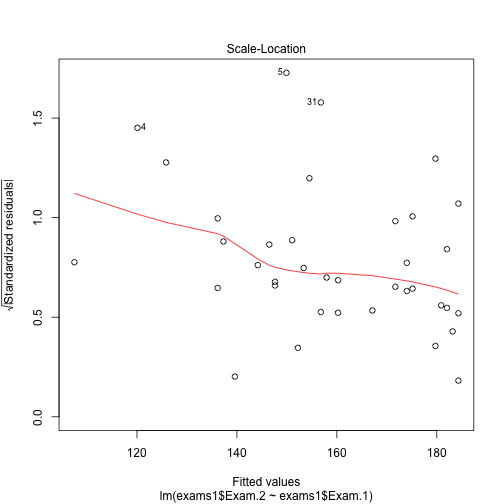 Scale-Location
√|Standardized residuals|
1.5
1.0
0.5
0.0
5
31
4
120
140
160
180
Fitted values
lm(exams1$Exam.2 ~ exams1$Exam.1)